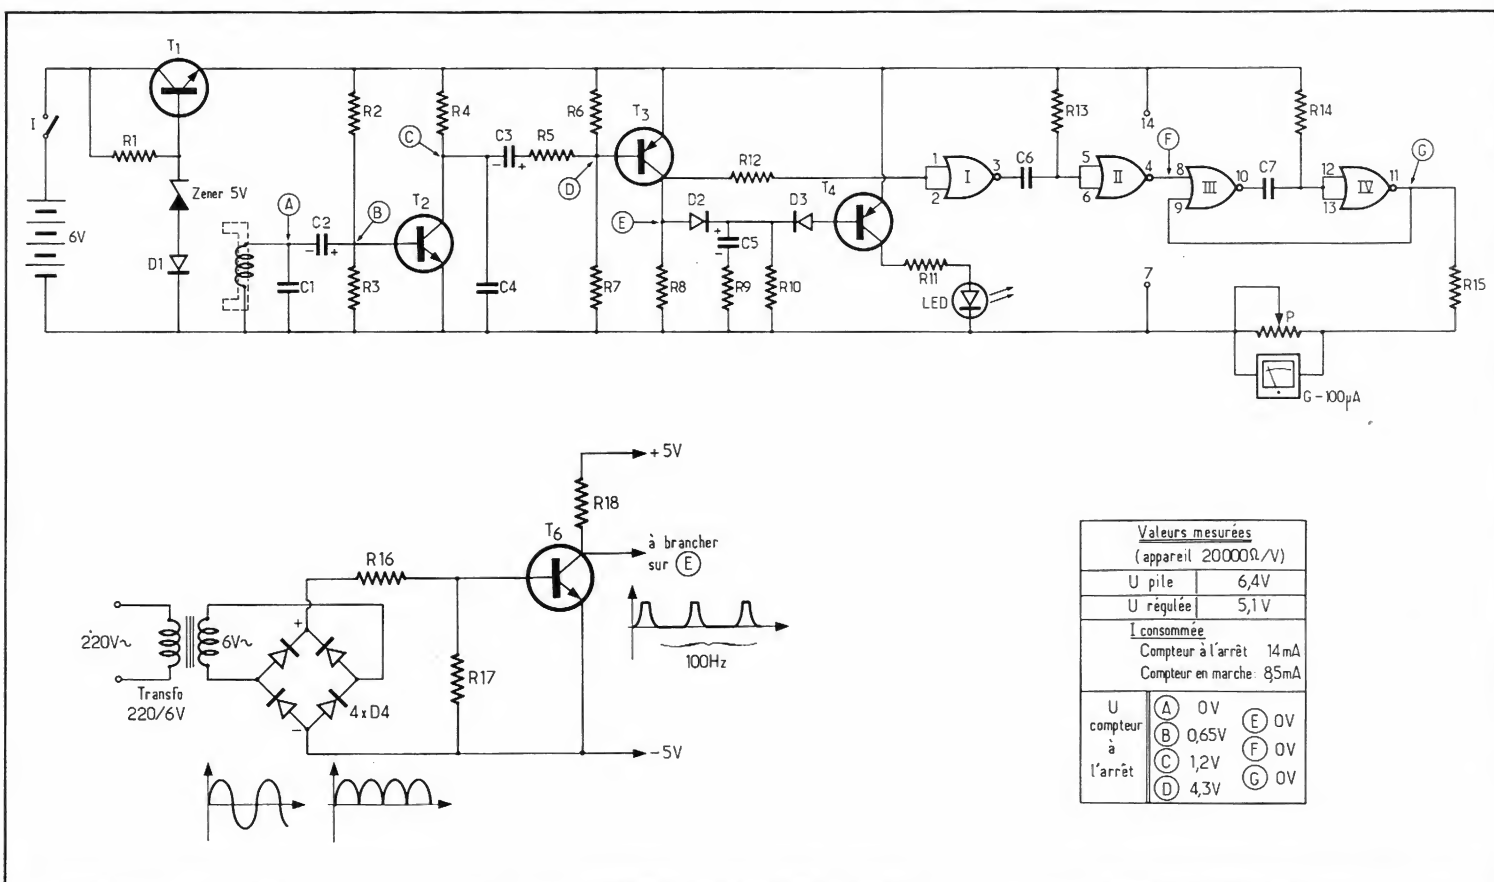 T1
I
R1
Zener 5V
6V
D1
A
C2
- +
B
C1
R2
R3
T2
R4
C
C3
- +
R5
C4
D
R6
R7
T3
E
R8
D2
+
C5
-
R9
R10
D3
R12
T4
R11
LED
1
2
I
3
C6
R13
5
6
II
4
14
F
7
8
9
III
10
C7
R14
12
13
IV
11
G
R15
P
G - 100µA
220V~
Transfo
220/6V
6V~
+
-
4xD4
R16
R17
T6
R18
+ 5V
à brancher
sur E
100Hz
- 5V
Valeurs mesurées
(appareil 20000Ω/V)
U pile 6,4V
U régulée 5,1V
I consommée
Compteur à l'arrêt 14mA
Compteur en marche: 8,5mA
U
compteur
à
l'arrêt
A 0V
B 0,65V
C 1,2V
D 4,3V
E 0V
F 0V
G 0V